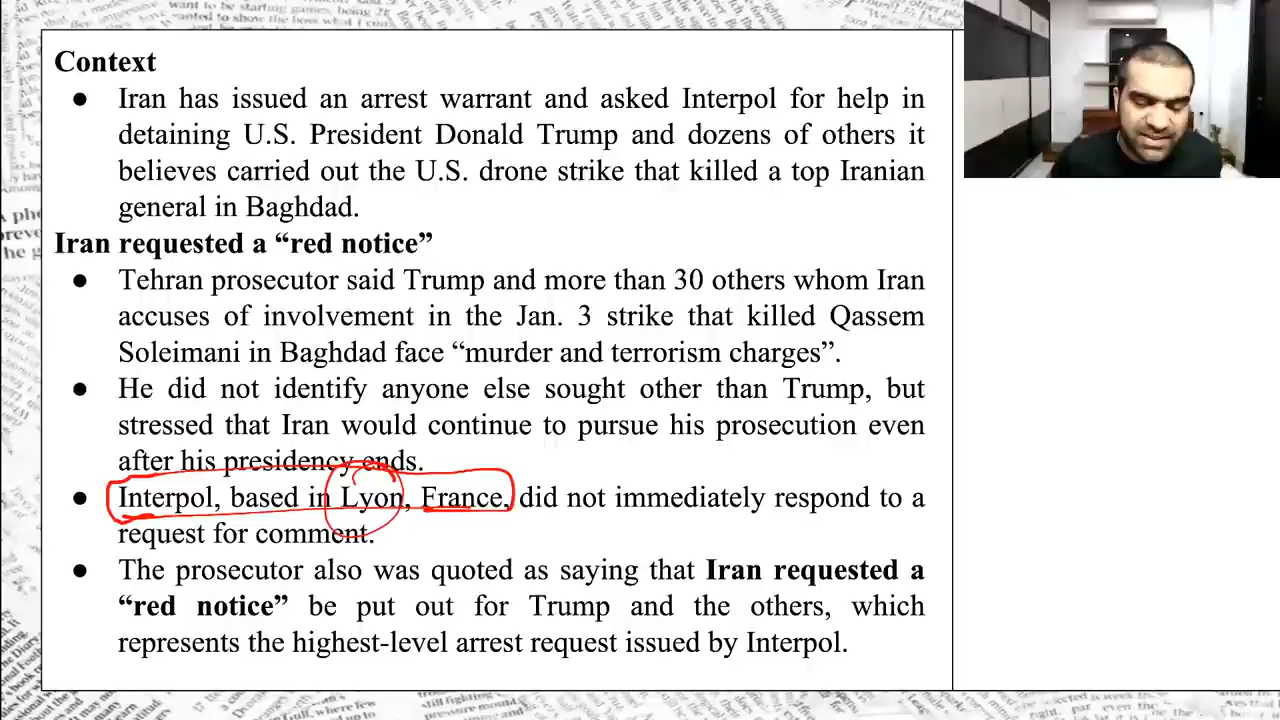 Context
● Iran has issued an arrest warrant and asked Interpol for help in
detaining U.S. President Donald Trump and dozens of others it
believes carried out the U.S. drone strike that killed a top Iranian
general in Baghdad.
Iran requested a “red notice”
● Tehran prosecutor said Trump and more than 30 others whom Iran
accuses of involvement in the Jan. 3 strike that killed Qassem
Soleimani in Baghdad face “murder and terrorism charges”.
● He did not identify anyone else sought other than Trump, but
stressed that Iran would continue to pursue his prosecution even
after his presidency ends.
● Interpol, based in Lyon, France, did not immediately respond to a
request for comment.
● The prosecutor also was quoted as saying that Iran requested a
“red notice” be put out for Trump and the others, which
represents the highest-level arrest request issued by Interpol.